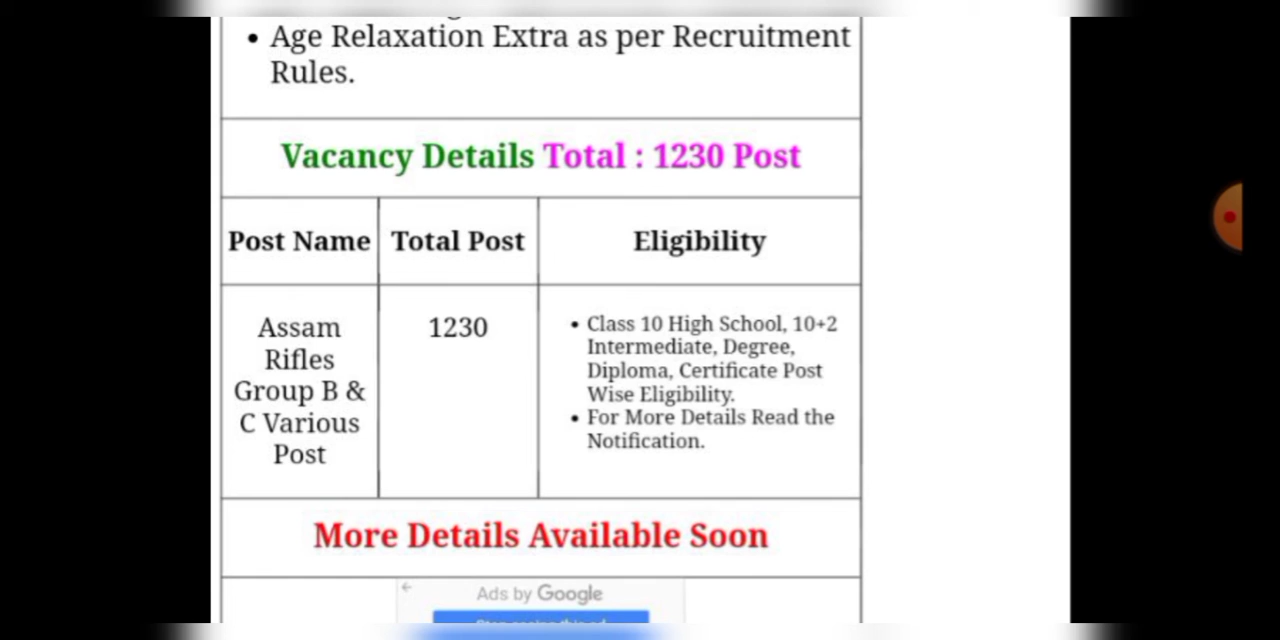 • Age Relaxation Extra as per Recruitment
Rules.
Vacancy Details Total : 1230 Post
Post Name Total Post Eligibility
Assam
Rifles
Group B &
C Various
Post
1230
• Class 10 High School, 10+2
Intermediate, Degree,
Diploma, Certificate Post
Wise Eligibility.
• For More Details Read the
Notification.
More Details Available Soon
Ads by Google